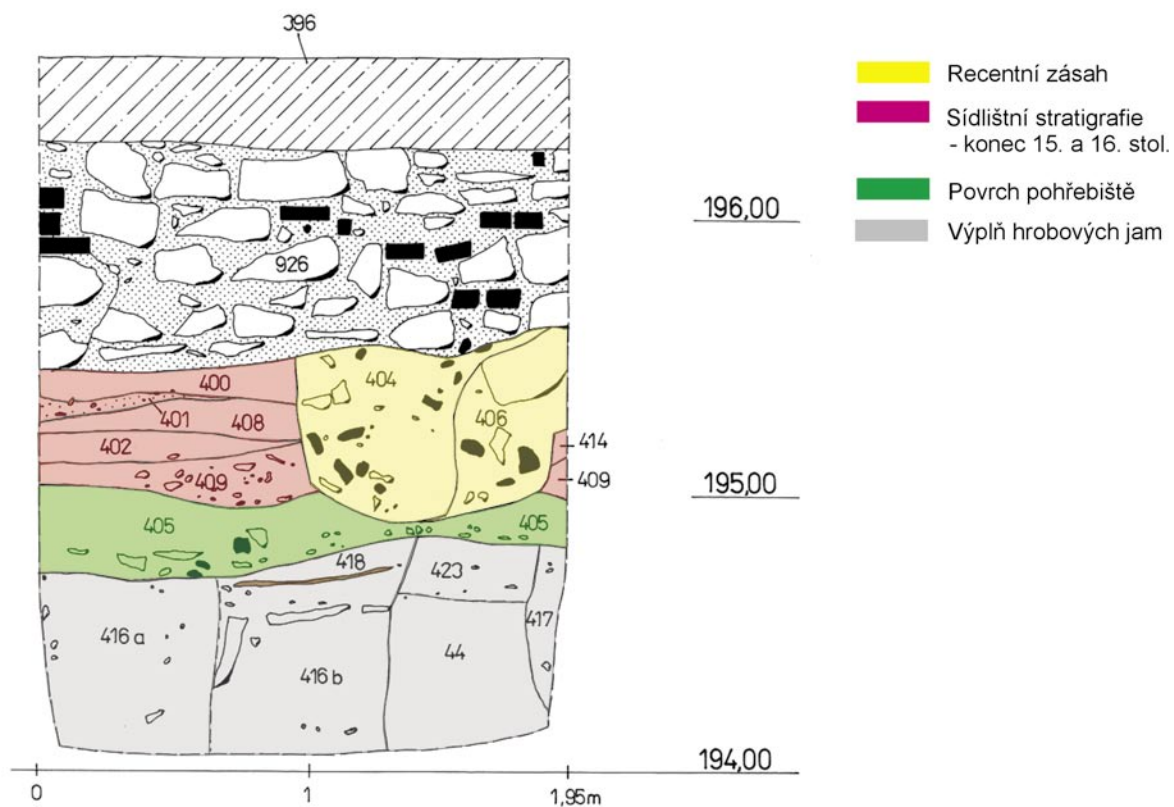 396
Recentní zásah
Sídlištní stratigrafie
- konec 15. a 16. stol.
Povrch pohřebiště
Výplň hrobových jam
196,00
926
400
404
401
408
406
402
414
409
409
195,00
405
405
418
423
416 a
417
44
416 b
194,00
0
1
1,95m